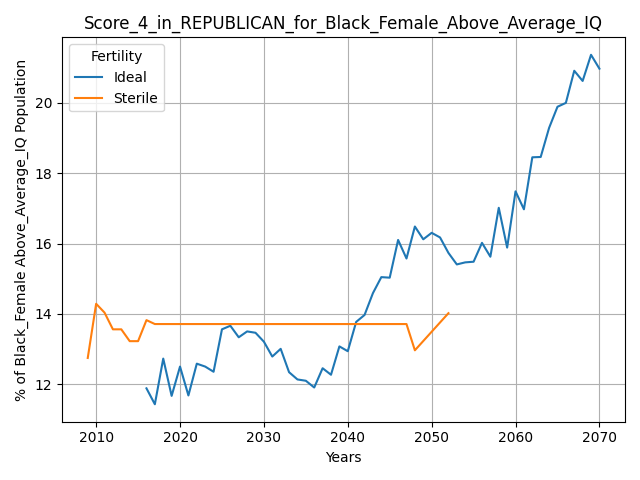 Score_4_in_REPUBLICAN_for_Black_Female_Above_Average_IQ
Fertility
Ideal
Sterile
% of Black_Female Above_Average_IQ Population
20
18
16
14
12
2010
2020
2030
2040
2050
2060
2070
Years